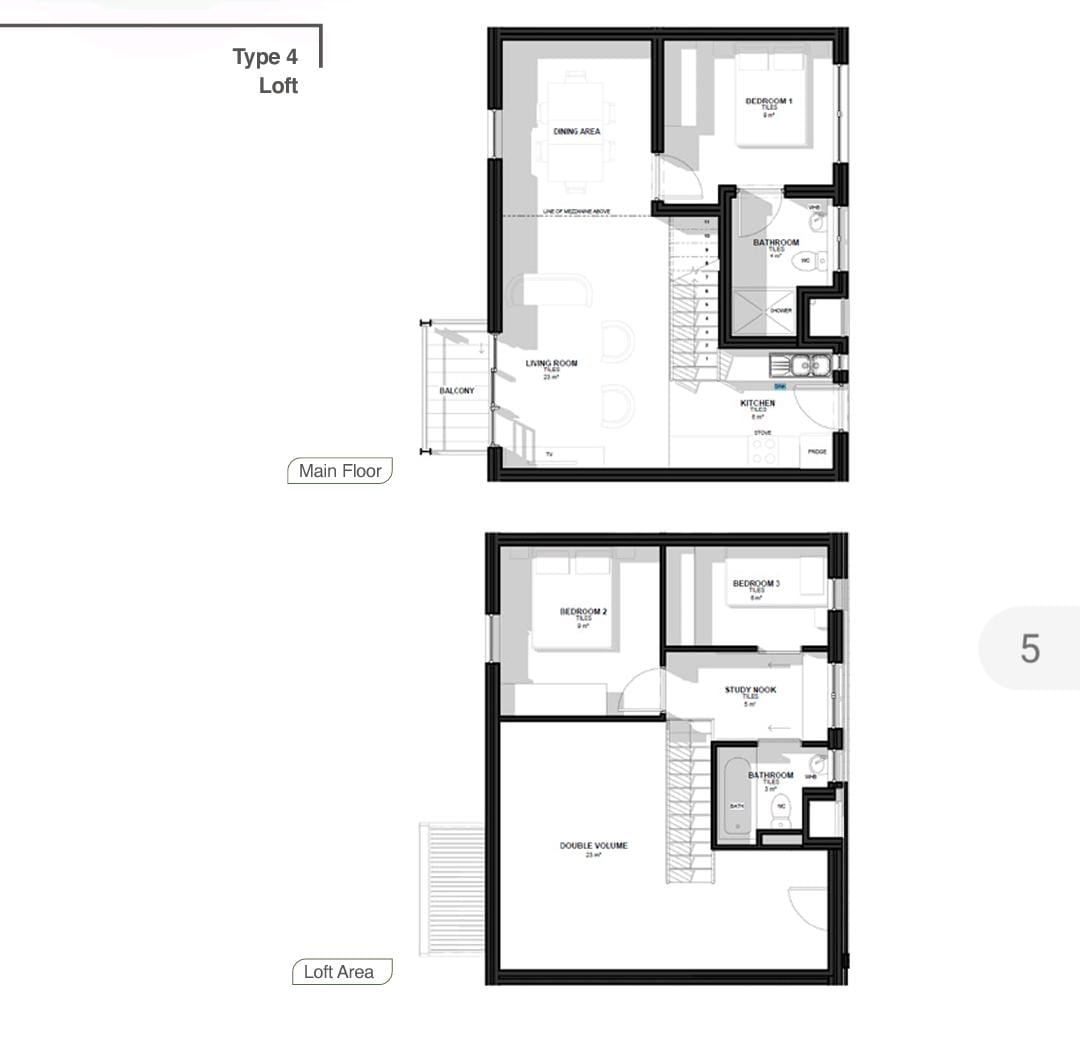 Type 4
Loft
BEDROOM 1
TILES
9 m²
DINING AREA
LINE OF MEZZANINE ABOVE
WHB
BATHROOM
TILES
4 m²
WC
SHOWER
11
10
9
8
7
6
5
4
3
2
1
LIVING ROOM
TILES
23 m²
BALCONY
SINK
KITCHEN
TILES
6 m²
STOVE
FRIDGE
TV
Main Floor
BEDROOM 2
TILES
9 m²
BEDROOM 3
TILES
6 m²
5
STUDY NOOK
TILES
5 m²
BATHROOM
TILES
3 m²
WHB
BATH
WC
DOUBLE VOLUME
23 m²
Loft Area